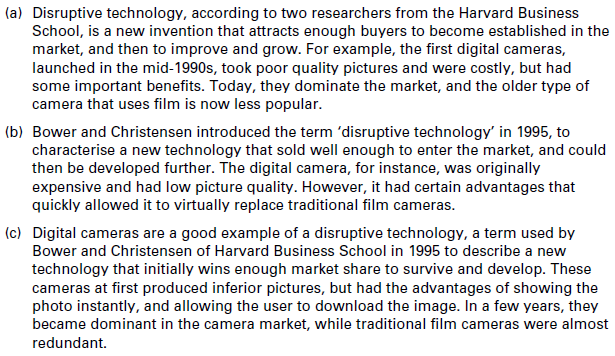 (a) Disruptive technology, according to two researchers from the Harvard Business
School, is a new invention that attracts enough buyers to become established in the
market, and then to improve and grow. For example, the first digital cameras,
launched in the mid-1990s, took poor quality pictures and were costly, but had
some important benefits. Today, they dominate the market, and the older type of
camera that uses film is now less popular.
(b) Bower and Christensen introduced the term ‘disruptive technology’ in 1995, to
characterise a new technology that sold well enough to enter the market, and could
then be developed further. The digital camera, for instance, was originally
expensive and had low picture quality. However, it had certain advantages that
quickly allowed it to virtually replace traditional film cameras.
(c) Digital cameras are a good example of a disruptive technology, a term used by
Bower and Christensen of Harvard Business School in 1995 to describe a new
technology that initially wins enough market share to survive and develop. These
cameras at first produced inferior pictures, but had the advantages of showing the
photo instantly, and allowing the user to download the image. In a few years, they
became dominant in the camera market, while traditional film cameras were almost
redundant.